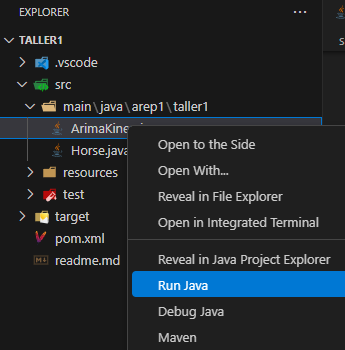 EXPLORER
TALLER1
.vscode
src
main\java\arep1\taller1
Horse.java
resources
test
target
pom.xml
readme.md
Open to the Side
Open With...
Reveal in File Explorer
Open in Integrated Terminal
Reveal in Java Project Explorer
Run Java
Debug Java
Maven